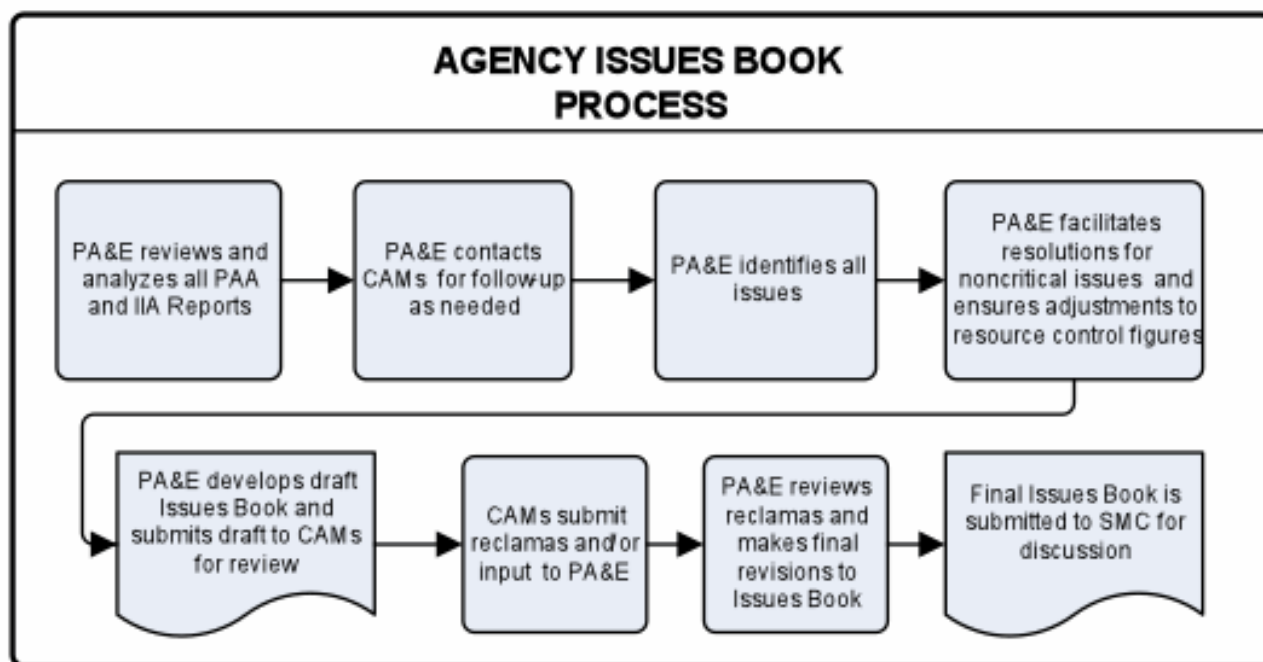 AGENCY ISSUES BOOK
PROCESS
PA&E reviews and
analyzes all PAA
and IIA Reports
PA&E contacts
CAMs for follow-up
as needed
PA&E identifies all
issues
PA&E facilitates
resolutions for
noncritical issues and
ensures adjustments to
resource control figures
PA&E develops draft
Issues Book and
submits draft to CAMs
for review
CAMs submit
reclamas and/or
input to PA&E
PA&E reviews
reclamas and
makes final
revisions to
Issues Book
Final Issues Book is
submitted to SMC for
discussion